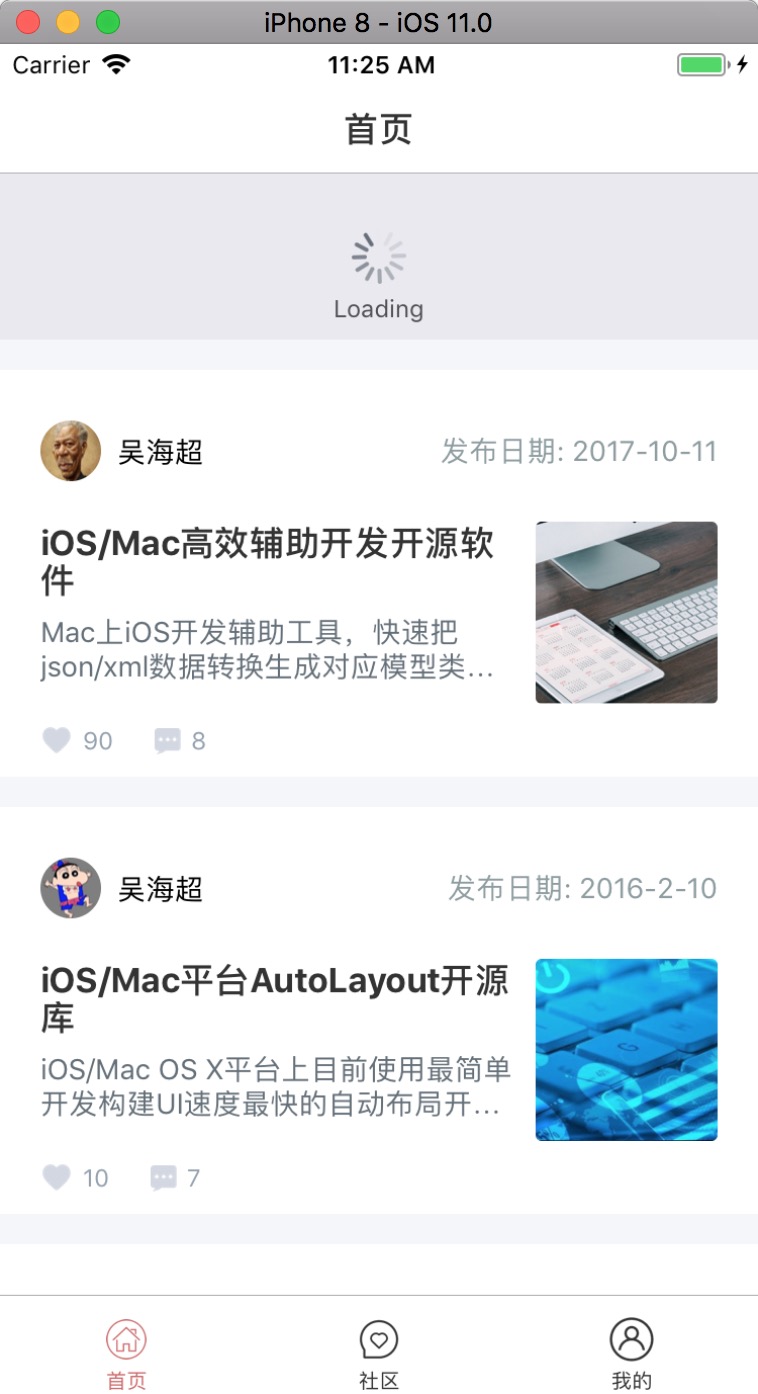 iPhone 8 - iOS 11.0
Carrier 11:25 AM
首页
Loading
吴海超 发布日期: 2017-10-11
iOS/Mac高效辅助开发开源软
件
Mac上iOS开发辅助工具，快速把
json/xml数据转换生成对应模型类...
90 8
吴海超 发布日期: 2016-2-10
iOS/Mac平台AutoLayout开源
库
iOS/Mac OS X平台上目前使用最简单
开发构建UI速度最快的自动布局开...
10 7
首页 社区 我的